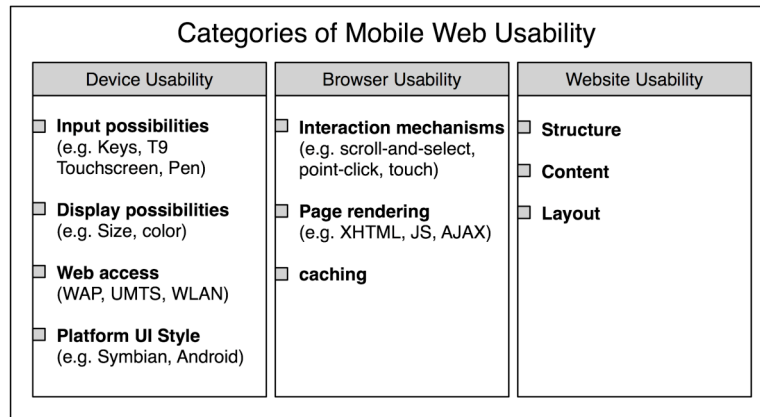 Categories of Mobile Web Usability
Device Usability
Input possibilities
(e.g. Keys, T9
Touchscreen, Pen)
Display possibilities
(e.g. Size, color)
Web access
(WAP, UMTS, WLAN)
Platform UI Style
(e.g. Symbian, Android)
Browser Usability
Interaction mechanisms
(e.g. scroll-and-select,
point-click, touch)
Page rendering
(e.g. XHTML, JS, AJAX)
caching
Website Usability
Structure
Content
Layout